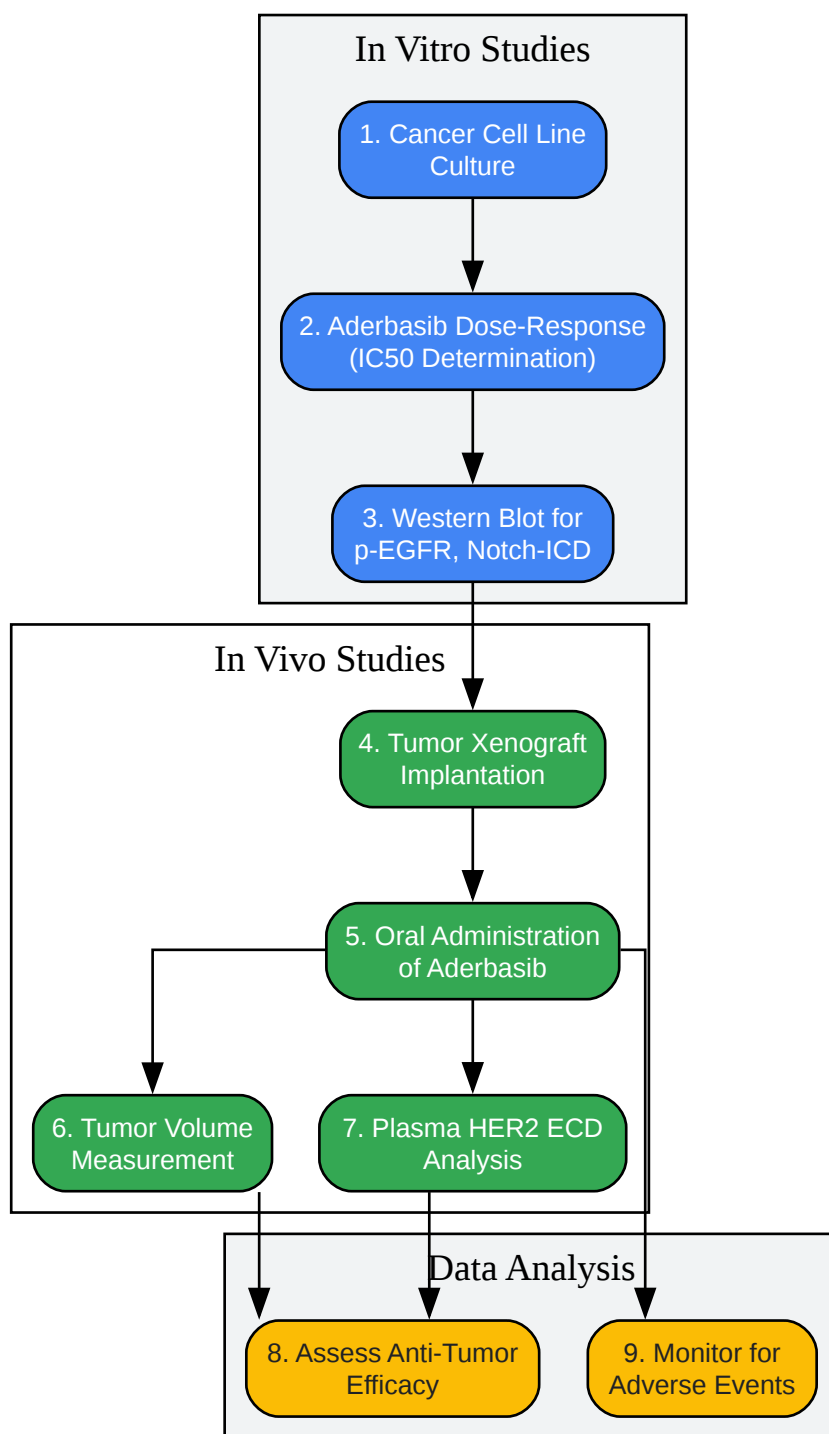 In Vitro Studies
1. Cancer Cell Line
Culture
2. Aderbasib Dose-Response
(IC50 Determination)
3. Western Blot for
p-EGFR, Notch-ICD
In Vivo Studies
4. Tumor Xenograft
Implantation
5. Oral Administration
of Aderbasib
6. Tumor Volume
Measurement
7. Plasma HER2 ECD
Analysis
Data Analysis
8. Assess Anti-Tumor
Efficacy
9. Monitor for
Adverse Events